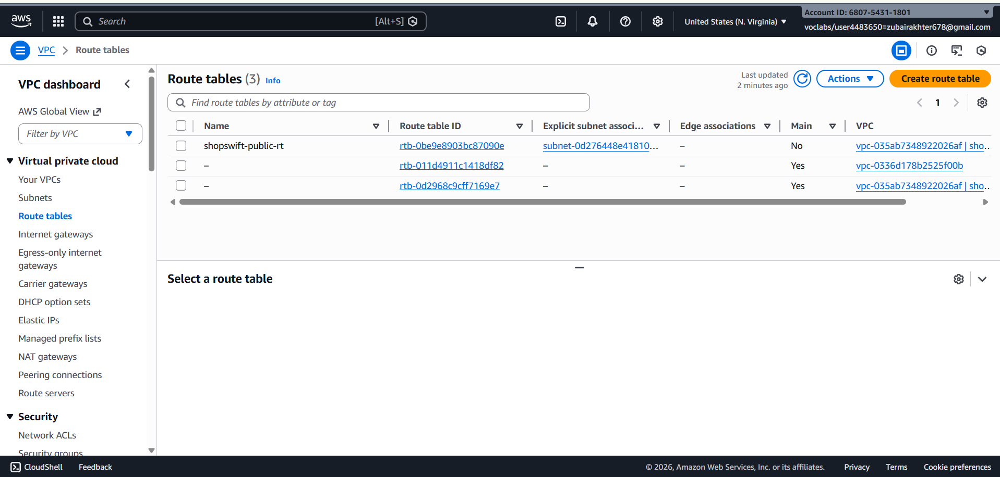 aws
Search [Alt+S]
United States (N. Virginia)
Account ID: 6807-5431-1801
voclabs/user4483650=zubairakhter678@gmail.com
VPC
Route tables
VPC dashboard
AWS Global View
Filter by VPC
Virtual private cloud
Your VPCs
Subnets
Route tables
Internet gateways
Egress-only internet
gateways
Carrier gateways
DHCP option sets
Elastic IPs
Managed prefix lists
NAT gateways
Peering connections
Route servers
Security
Network ACLs
Security groups
Route tables (3) Info
Last updated
2 minutes ago
Actions
Create route table
Find route tables by attribute or tag
1
Name Route table ID Explicit subnet associ... Edge associations Main VPC
shopswift-public-rt rtb-0be9e8903bc87090e subnet-0d276448e41810... – No vpc-035ab7348922026af | sho...
– rtb-011d4911c1418df82 – – Yes vpc-0336d178b2525f00b
– rtb-0d2968c9cff7169e7 – – Yes vpc-035ab7348922026af | sho...
Select a route table
CloudShell Feedback
© 2026, Amazon Web Services, Inc. or its affiliates. Privacy Terms Cookie preferences